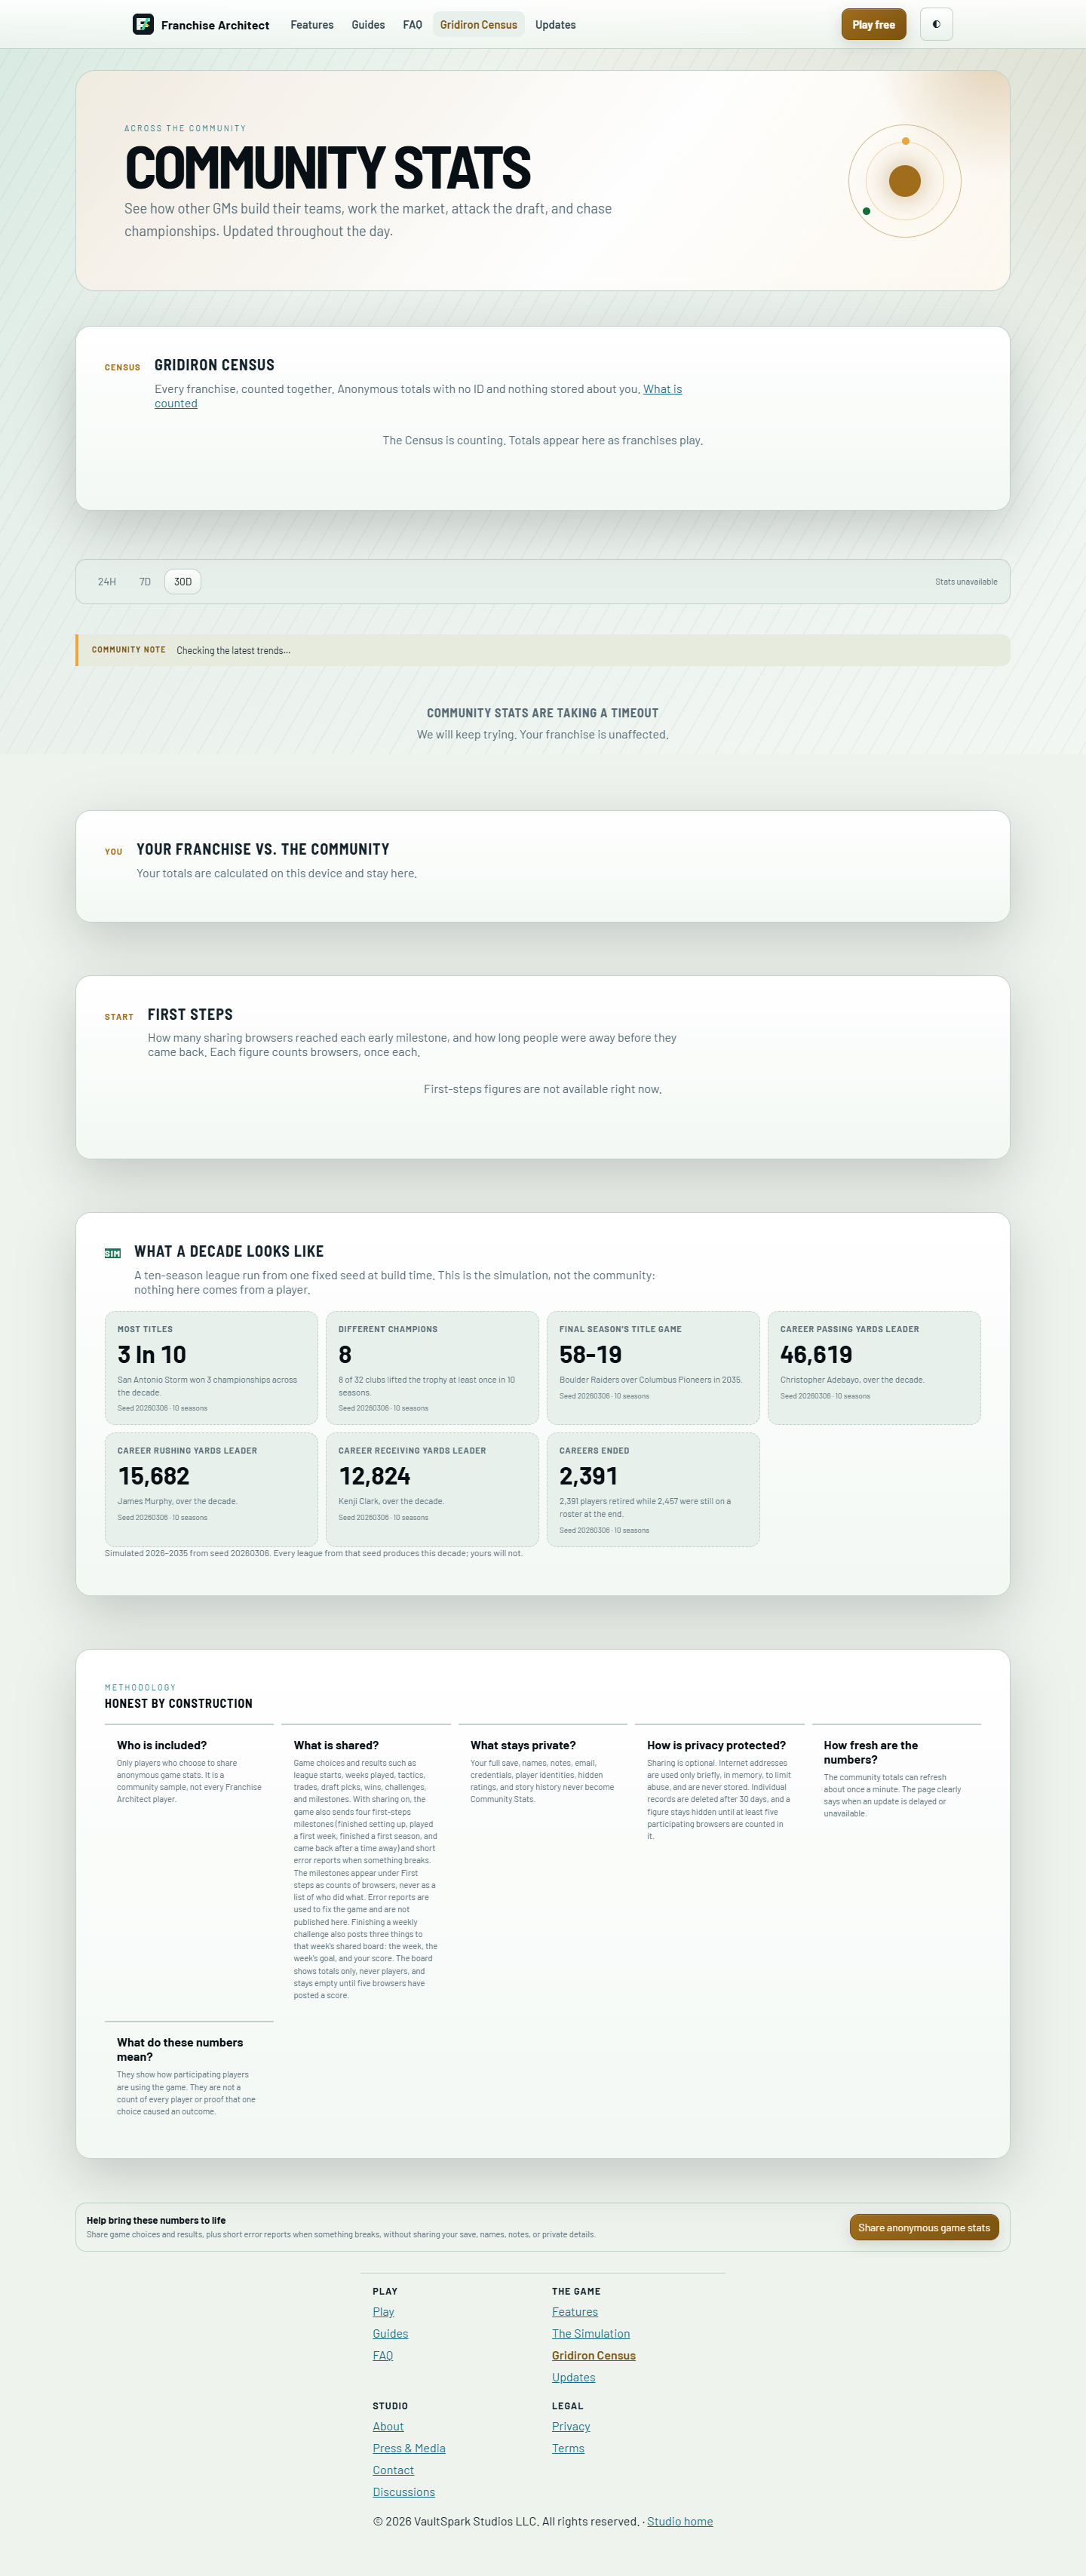 Franchise Architect
Features
Guides
FAQ
Gridiron Census
Updates
Play free
ACROSS THE COMMUNITY
COMMUNITY STATS
See how other GMs build their teams, work the market, attack the draft, and chase
championships. Updated throughout the day.
CENSUS
GRIDIRON CENSUS
Every franchise, counted together. Anonymous totals with no ID and nothing stored about you. What is
counted
The Census is counting. Totals appear here as franchises play.
24H
7D
30D
Stats unavailable
COMMUNITY NOTE
Checking the latest trends…
COMMUNITY STATS ARE TAKING A TIMEOUT
We will keep trying. Your franchise is unaffected.
YOU
YOUR FRANCHISE VS. THE COMMUNITY
Your totals are calculated on this device and stay here.
START
FIRST STEPS
How many sharing browsers reached each early milestone, and how long people were away before they
came back. Each figure counts browsers, once each.
First-steps figures are not available right now.
SIM
WHAT A DECADE LOOKS LIKE
A ten-season league run from one fixed seed at build time. This is the simulation, not the community:
nothing here comes from a player.
MOST TITLES
3 In 10
San Antonio Storm won 3 championships across
the decade.
Seed 20260306 · 10 seasons
DIFFERENT CHAMPIONS
8
8 of 32 clubs lifted the trophy at least once in 10
seasons.
Seed 20260306 · 10 seasons
FINAL SEASON'S TITLE GAME
58-19
Boulder Raiders over Columbus Pioneers in 2035.
Seed 20260306 · 10 seasons
CAREER PASSING YARDS LEADER
46,619
Christopher Adebayo, over the decade.
Seed 20260306 · 10 seasons
CAREER RUSHING YARDS LEADER
15,682
James Murphy, over the decade.
Seed 20260306 · 10 seasons
CAREER RECEIVING YARDS LEADER
12,824
Kenji Clark, over the decade.
Seed 20260306 · 10 seasons
CAREERS ENDED
2,391
2,391 players retired while 2,457 were still on a
roster at the end.
Seed 20260306 · 10 seasons
Simulated 2026–2035 from seed 20260306. Every league from that seed produces this decade; yours will not.
METHODOLOGY
HONEST BY CONSTRUCTION
Who is included?
Only players who choose to share
anonymous game stats. It is a
community sample, not every Franchise
Architect player.
What is shared?
Game choices and results such as
league starts, weeks played, tactics,
trades, draft picks, wins, challenges,
and milestones. With sharing on, the
game also sends four first-steps
milestones (finished setting up, played
a first week, finished a first season, and
came back after a time away) and short
error reports when something breaks.
The milestones appear under First
steps as counts of browsers, never as a
list of who did what. Error reports are
used to fix the game and are not
published here. Finishing a weekly
challenge also posts three things to
that week's shared board: the week, the
week's goal, and your score. The board
shows totals only, never players, and
stays empty until five browsers have
posted a score.
What stays private?
Your full save, names, notes, email,
credentials, player identities, hidden
ratings, and story history never become
Community Stats.
How is privacy protected?
Sharing is optional. Internet addresses
are used only briefly, in memory, to limit
abuse, and are never stored. Individual
records are deleted after 30 days, and a
figure stays hidden until at least five
participating browsers are counted in
it.
How fresh are the
numbers?
The community totals can refresh
about once a minute. The page clearly
says when an update is delayed or
unavailable.
What do these numbers
mean?
They show how participating players
are using the game. They are not a
count of every player or proof that one
choice caused an outcome.
Help bring these numbers to life
Share game choices and results, plus short error reports when something breaks, without sharing your save, names, notes, or private details.
Share anonymous game stats
PLAY
Play
Guides
FAQ
THE GAME
Features
The Simulation
Gridiron Census
Updates
STUDIO
About
Press & Media
Contact
Discussions
LEGAL
Privacy
Terms
© 2026 VaultSpark Studios LLC. All rights reserved. · Studio home